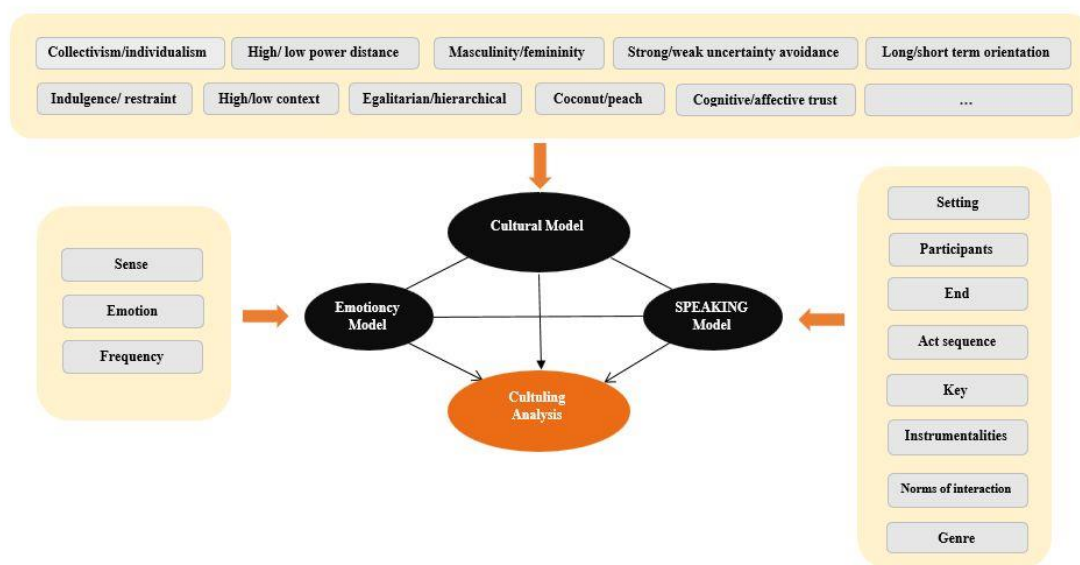 Collectivism/individualism
High/ low power distance
Masculinity/femininity
Strong/weak uncertainty avoidance
Long/short term orientation
Indulgence/ restraint
High/low context
Egalitarian/hierarchical
Coconut/peach
Cognitive/affective trust
...
Cultural Model
Sense
Emotion
Frequency
Emotioncy
Model
SPEAKING
Model
Cultuling
Analysis
Setting
Participants
End
Act sequence
Key
Instrumentalities
Norms of interaction
Genre